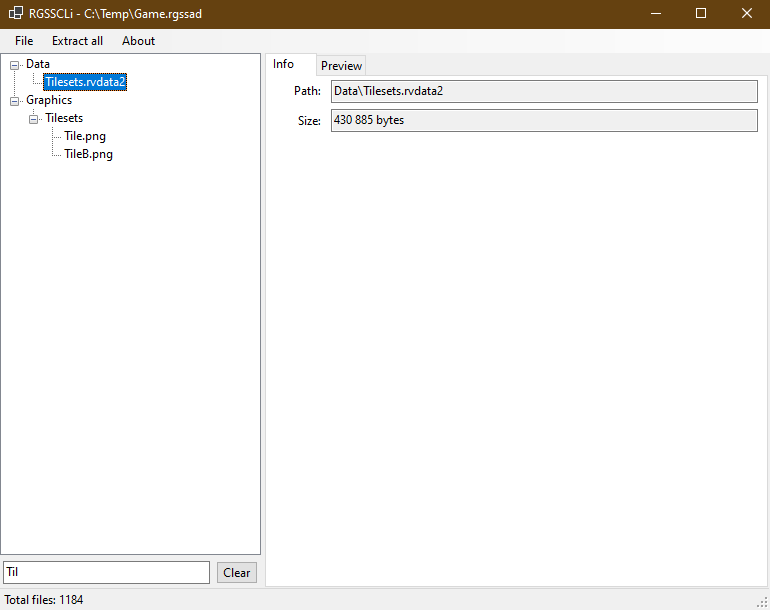 RGSSCLi - C:\Temp\Game.rgssad
File Extract all About
Data
Tilesets.rvdata2
Graphics
Tilesets
Tile.png
TileB.png
Info Preview
Path: Data\Tilesets.rvdata2
Size: 430 885 bytes
Til Clear
Total files: 1184